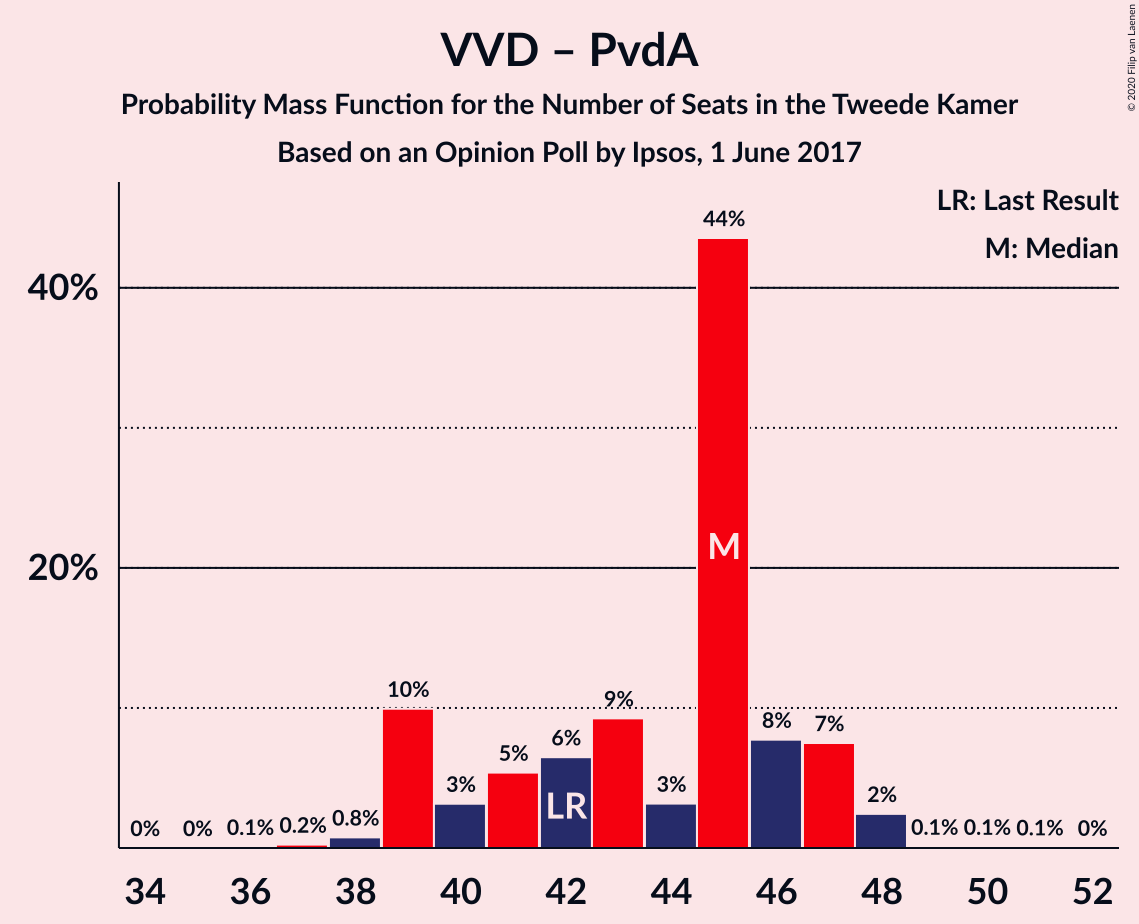 VVD – PvdA
Probability Mass Function for the Number of Seats in the Tweede Kamer
Based on an Opinion Poll by Ipsos, 1 June 2017
© 2020 Filip van Laenen
LR: Last Result
M: Median
44%
40%
M
20%
10%
9%
8%
7%
6%
5%
3%
3%
2%
LR
0%
0%
0.1%
0.2%
0.8%
0.1%
0.1%
0.1%
0%
34 36 38 40 42 44 46 48 50 52